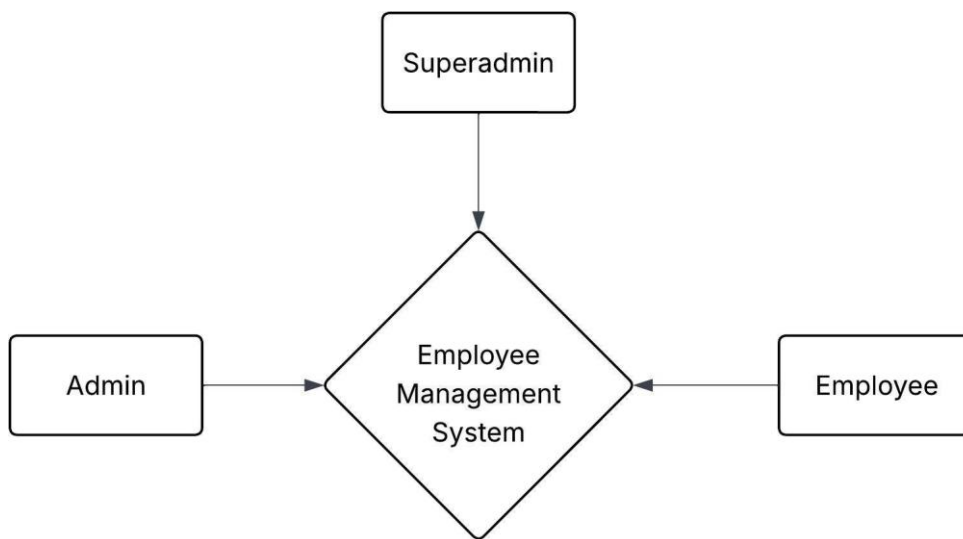 Superadmin
Admin
Employee
Management
System
Employee